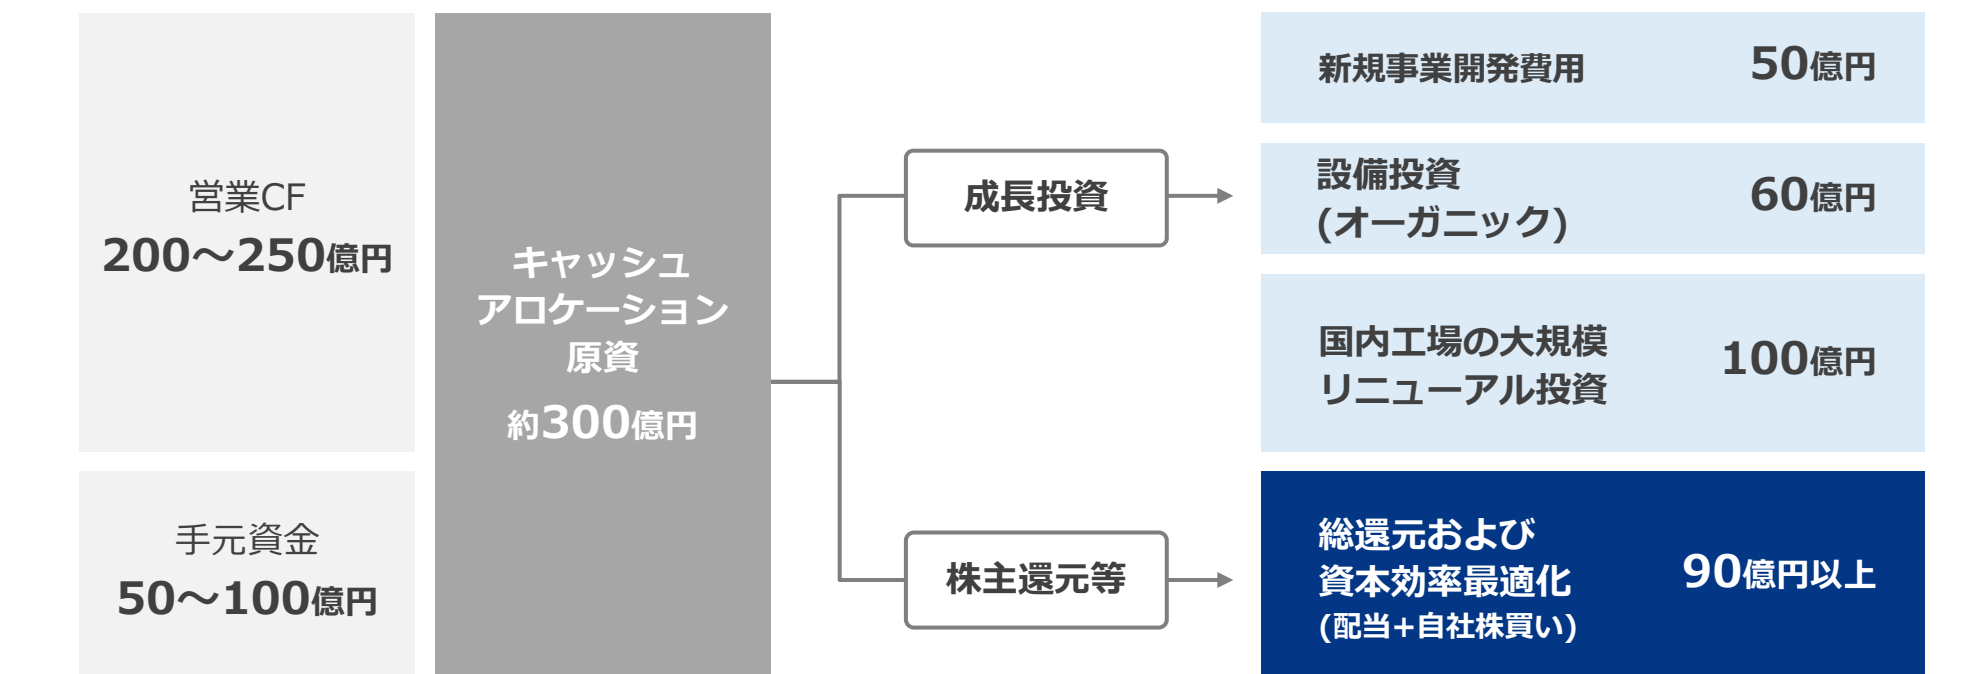 営業CF
200～250億円
手元資金
50～100億円
キャッシュ
アロケーション
原資
約300億円
成長投資
株主還元等
新規事業開発費用 50億円
設備投資
(オーガニック) 60億円
国内工場の大規模
リニューアル投資 100億円
総還元および
資本効率最適化 90億円以上
(配当+自社株買い)